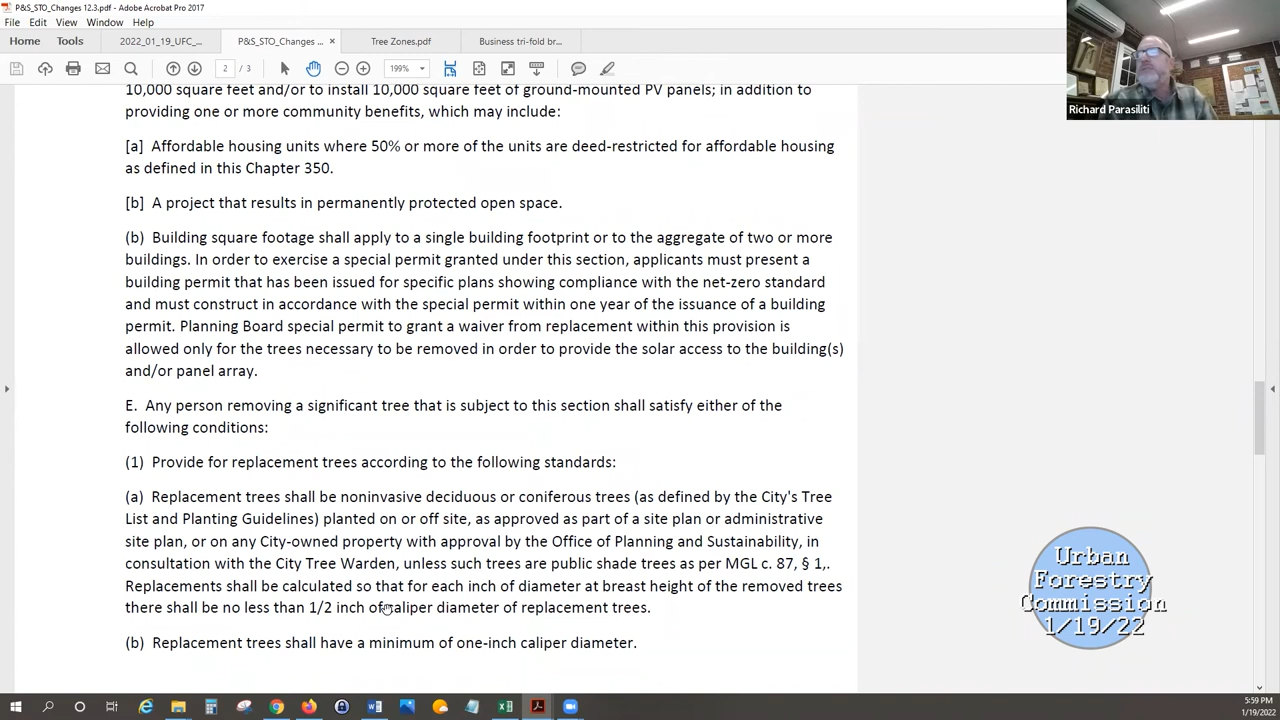 P&S_STO_Changes 12.3.pdf - Adobe Acrobat Pro 2017
File Edit View Window Help
Home Tools 2022_01_19_UFC_... P&S_STO_Changes ... × Tree Zones.pdf Business tri-fold br...
2 / 3 199%
10,000 square feet and/or to install 10,000 square feet of ground-mounted PV panels; in addition to
providing one or more community benefits, which may include:
[a] Affordable housing units where 50% or more of the units are deed-restricted for affordable housing
as defined in this Chapter 350.
[b] A project that results in permanently protected open space.
(b) Building square footage shall apply to a single building footprint or to the aggregate of two or more
buildings. In order to exercise a special permit granted under this section, applicants must present a
building permit that has been issued for specific plans showing compliance with the net-zero standard
and must construct in accordance with the special permit within one year of the issuance of a building
permit. Planning Board special permit to grant a waiver from replacement within this provision is
allowed only for the trees necessary to be removed in order to provide the solar access to the building(s)
and/or panel array.
E. Any person removing a significant tree that is subject to this section shall satisfy either of the
following conditions:
(1) Provide for replacement trees according to the following standards:
(a) Replacement trees shall be noninvasive deciduous or coniferous trees (as defined by the City's Tree
List and Planting Guidelines) planted on or off site, as approved as part of a site plan or administrative
site plan, or on any City-owned property with approval by the Office of Planning and Sustainability, in
consultation with the City Tree Warden, unless such trees are public shade trees as per MGL c. 87, § 1,.
Replacements shall be calculated so that for each inch of diameter at breast height of the removed trees
there shall be no less than 1/2 inch of caliper diameter of replacement trees.
(b) Replacement trees shall have a minimum of one-inch caliper diameter.
Richard Parasiliti
Urban
Forestry
Commission
1/19/22
5:59 PM
1/19/2022